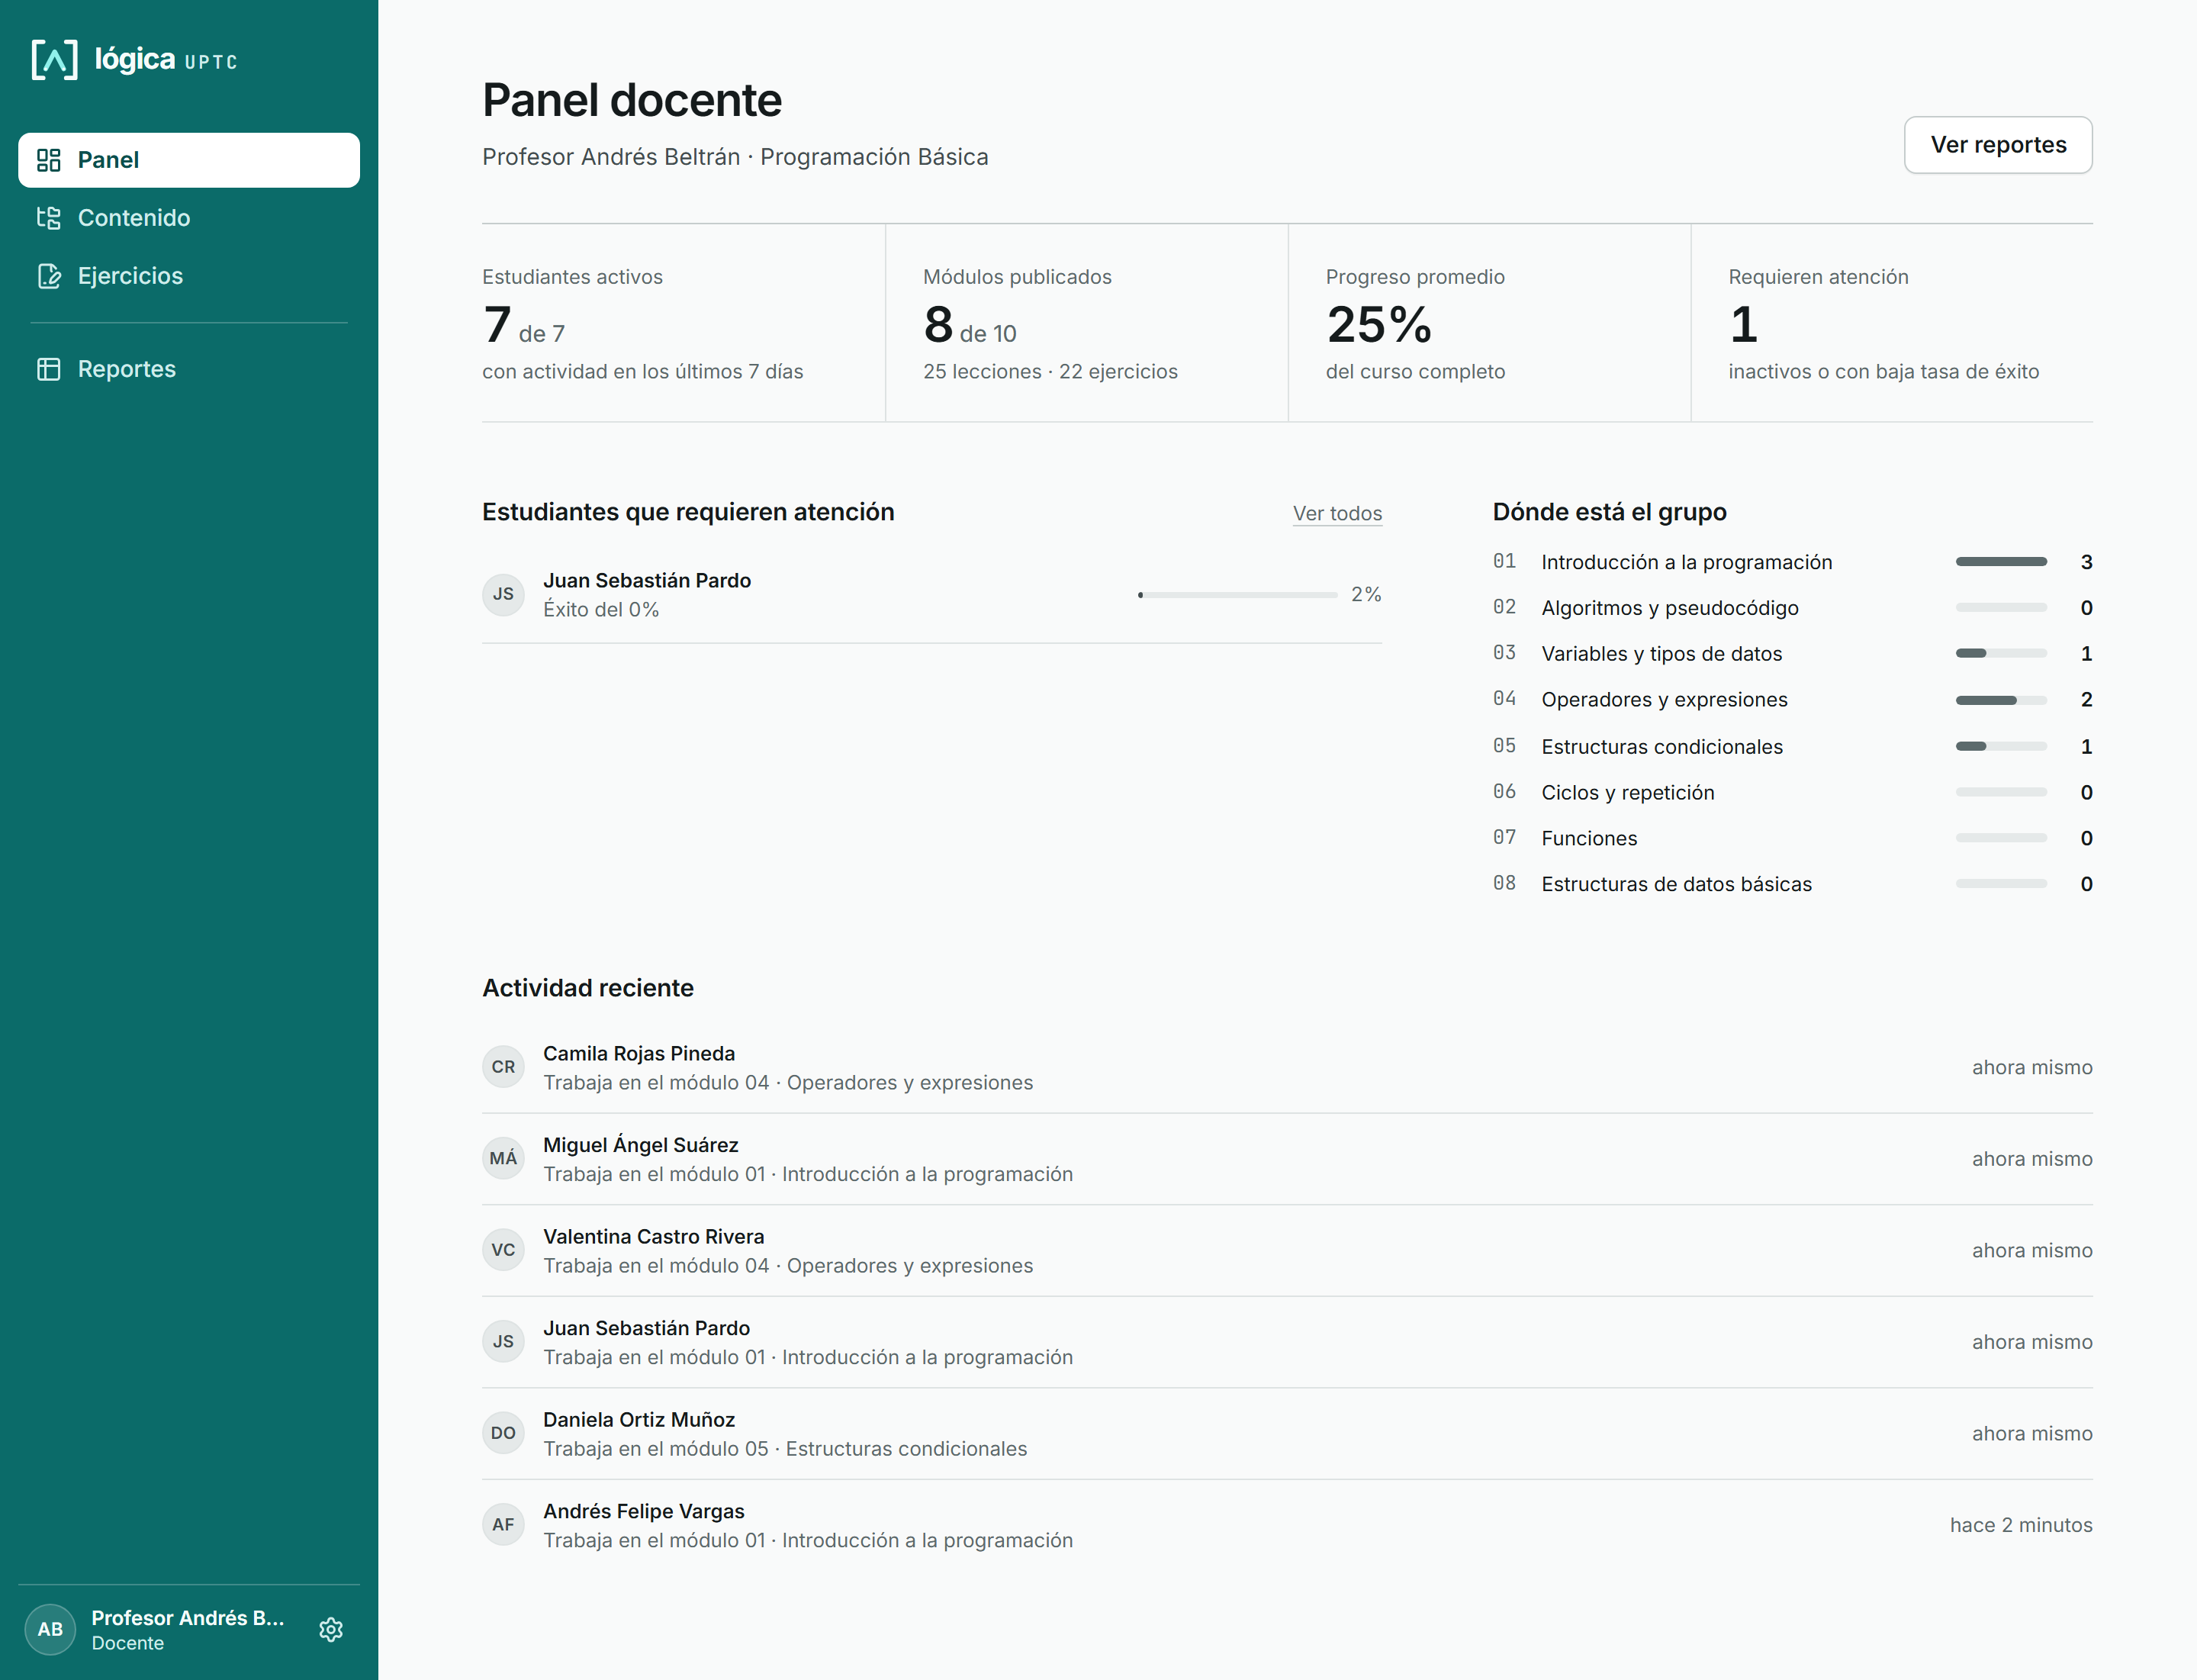 lógica UPTC
Panel
Contenido
Ejercicios
Reportes
Panel docente
Profesor Andrés Beltrán · Programación Básica
Ver reportes
Estudiantes activos
7 de 7
con actividad en los últimos 7 días
Módulos publicados
8 de 10
25 lecciones · 22 ejercicios
Progreso promedio
25%
del curso completo
Requieren atención
1
inactivos o con baja tasa de éxito
Estudiantes que requieren atención
Ver todos
JS
Juan Sebastián Pardo
Éxito del 0%
2%
Dónde está el grupo
01 Introducción a la programación 3
02 Algoritmos y pseudocódigo 0
03 Variables y tipos de datos 1
04 Operadores y expresiones 2
05 Estructuras condicionales 1
06 Ciclos y repetición 0
07 Funciones 0
08 Estructuras de datos básicas 0
Actividad reciente
CR
Camila Rojas Pineda
Trabaja en el módulo 04 · Operadores y expresiones
ahora mismo
MÁ
Miguel Ángel Suárez
Trabaja en el módulo 01 · Introducción a la programación
ahora mismo
VC
Valentina Castro Rivera
Trabaja en el módulo 04 · Operadores y expresiones
ahora mismo
JS
Juan Sebastián Pardo
Trabaja en el módulo 01 · Introducción a la programación
ahora mismo
DO
Daniela Ortiz Muñoz
Trabaja en el módulo 05 · Estructuras condicionales
ahora mismo
AF
Andrés Felipe Vargas
Trabaja en el módulo 01 · Introducción a la programación
hace 2 minutos
AB
Profesor Andrés B...
Docente